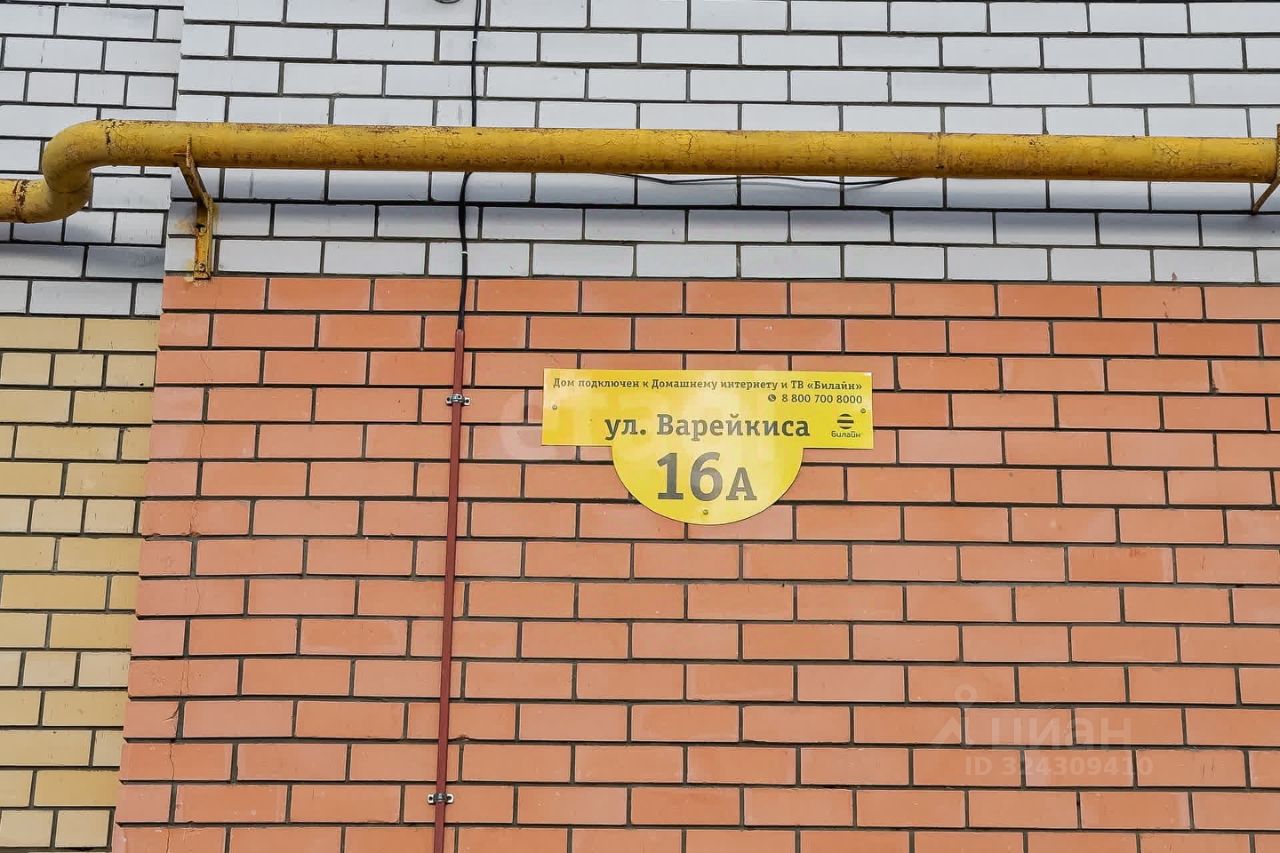 Дом подключен к Домашнему интернету и ТВ «Билайн»
8 800 700 8000
ул. Варейкиса
Билайн
16А
циан
ID 324309410